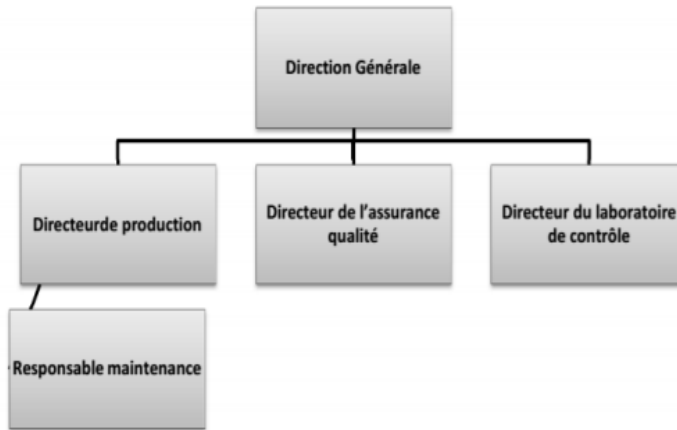 Direction Générale
Directeurde production
Directeur de l'assurance
qualité
Directeur du laboratoire
de contrôle
Responsable maintenance